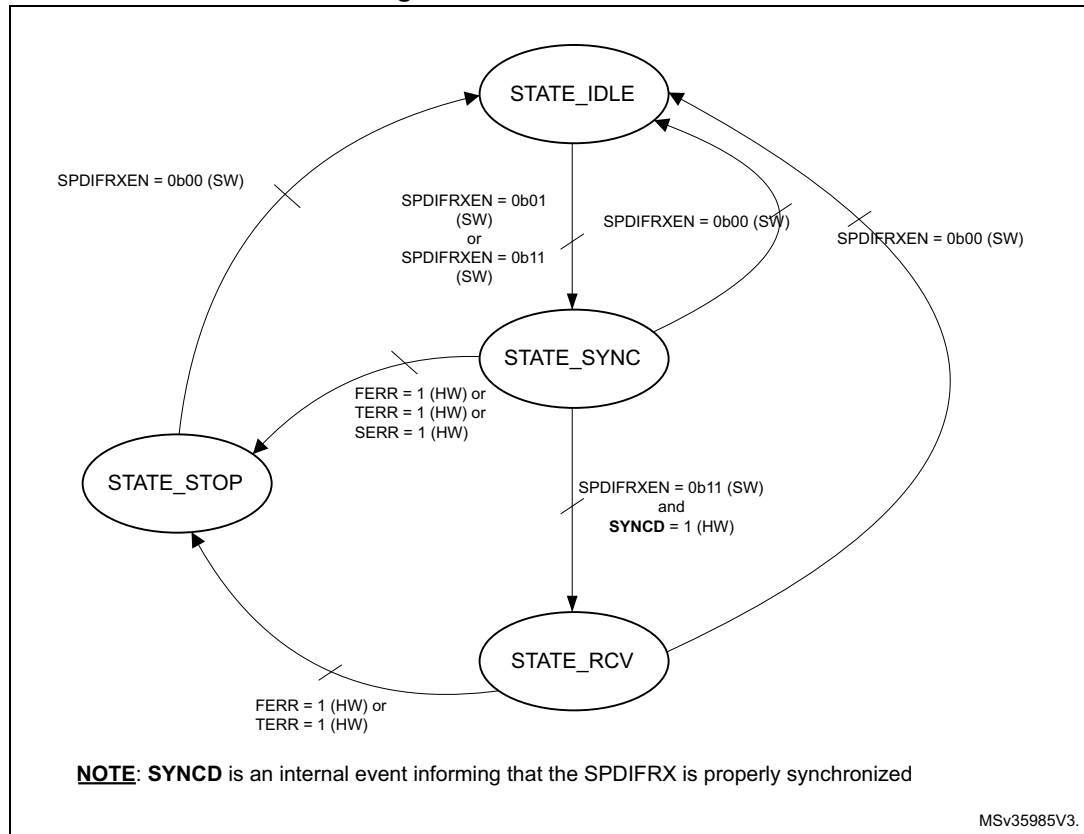 STATE_IDLE
SPDIFRXEN = 0b00 (SW)
SPDIFRXEN = 0b01
(SW)
or
SPDIFRXEN = 0b11
(SW)
SPDIFRXEN = 0b00 (SW)
SPDIFRXEN = 0b00 (SW)
STATE_SYNC
FERR = 1 (HW) or
TERR = 1 (HW) or
SERR = 1 (HW)
STATE_STOP
SPDIFRXEN = 0b11 (SW)
and
SYNCD = 1 (HW)
STATE_RCV
FERR = 1 (HW) or
TERR = 1 (HW)
NOTE: SYNCD is an internal event informing that the SPDIFRX is properly synchronized
MSv35985V3.